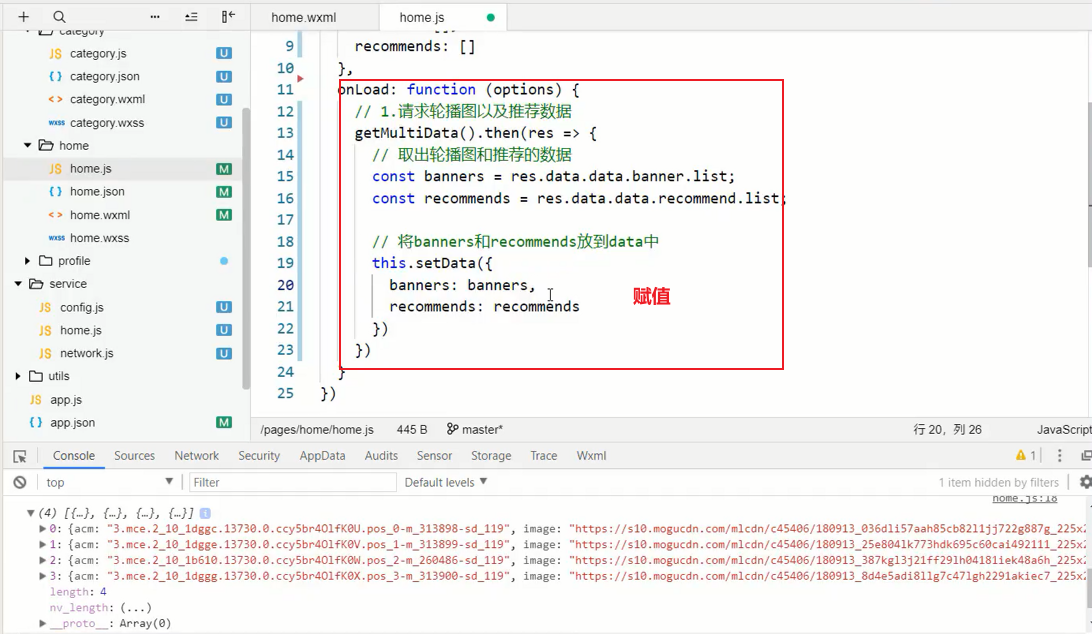 home.wxml
home.js
category
JS category.js U
{ } category.json U
< > category.wxml U
wxss category.wxss U
home
JS home.js M
{ } home.json M
< > home.wxml M
wxss home.wxss
profile
service
JS config.js U
JS home.js U
JS network.js U
utils
JS app.js
{ } app.json M
9 recommends: []
10 },
11 onLoad: function (options) {
12 // 1.请求轮播图以及推荐数据
13 getMultiData().then(res => {
14 // 取出轮播图和推荐的数据
15 const banners = res.data.data.banner.list;
16 const recommends = res.data.data.recommend.list;
17
18 // 将banners和recommends放到data中
19 this.setData({
20 banners: banners,
21 recommends: recommends
22 })
23 })
24 }
25 })
赋值
/pages/home/home.js 445 B master* 行 20，列 26 JavaScript
Console Sources Network Security AppData Audits Sensor Storage Trace Wxml 1
top Filter Default levels 1 item hidden by filters
home.js:18
(4) [{…}, {…}, {…}, {…}]
0: {acm: "3.mce.2_10_1dggc.13730.0.ccy5br4OlfK0U.pos_0-m_313898-sd_119", image: "https://s10.mogucdn.com/mlcdn/c45406/180913_036dli57aah85cb82l1jj722g887g_225x
1: {acm: "3.mce.2_10_1dgge.13730.0.ccy5br4OlfK0V.pos_1-m_313899-sd_119", image: "https://s10.mogucdn.com/mlcdn/c45406/180913_25e804lk773hdk695c60cai492111_225x
2: {acm: "3.mce.2_10_1b610.13730.0.ccy5br4OlfK0W.pos_2-m_260486-sd_119", image: "https://s10.mogucdn.com/mlcdn/c45406/180913_387kgl3j21ff29lh04181iek48a6h_225x
3: {acm: "3.mce.2_10_1dggg.13730.0.ccy5br4OlfK0X.pos_3-m_313900-sd_119", image: "https://s10.mogucdn.com/mlcdn/c45406/180913_8d4e5adi8llg7c47lgh2291akiec7_225x2
length: 4
nv_length: (...)
__proto__: Array(0)